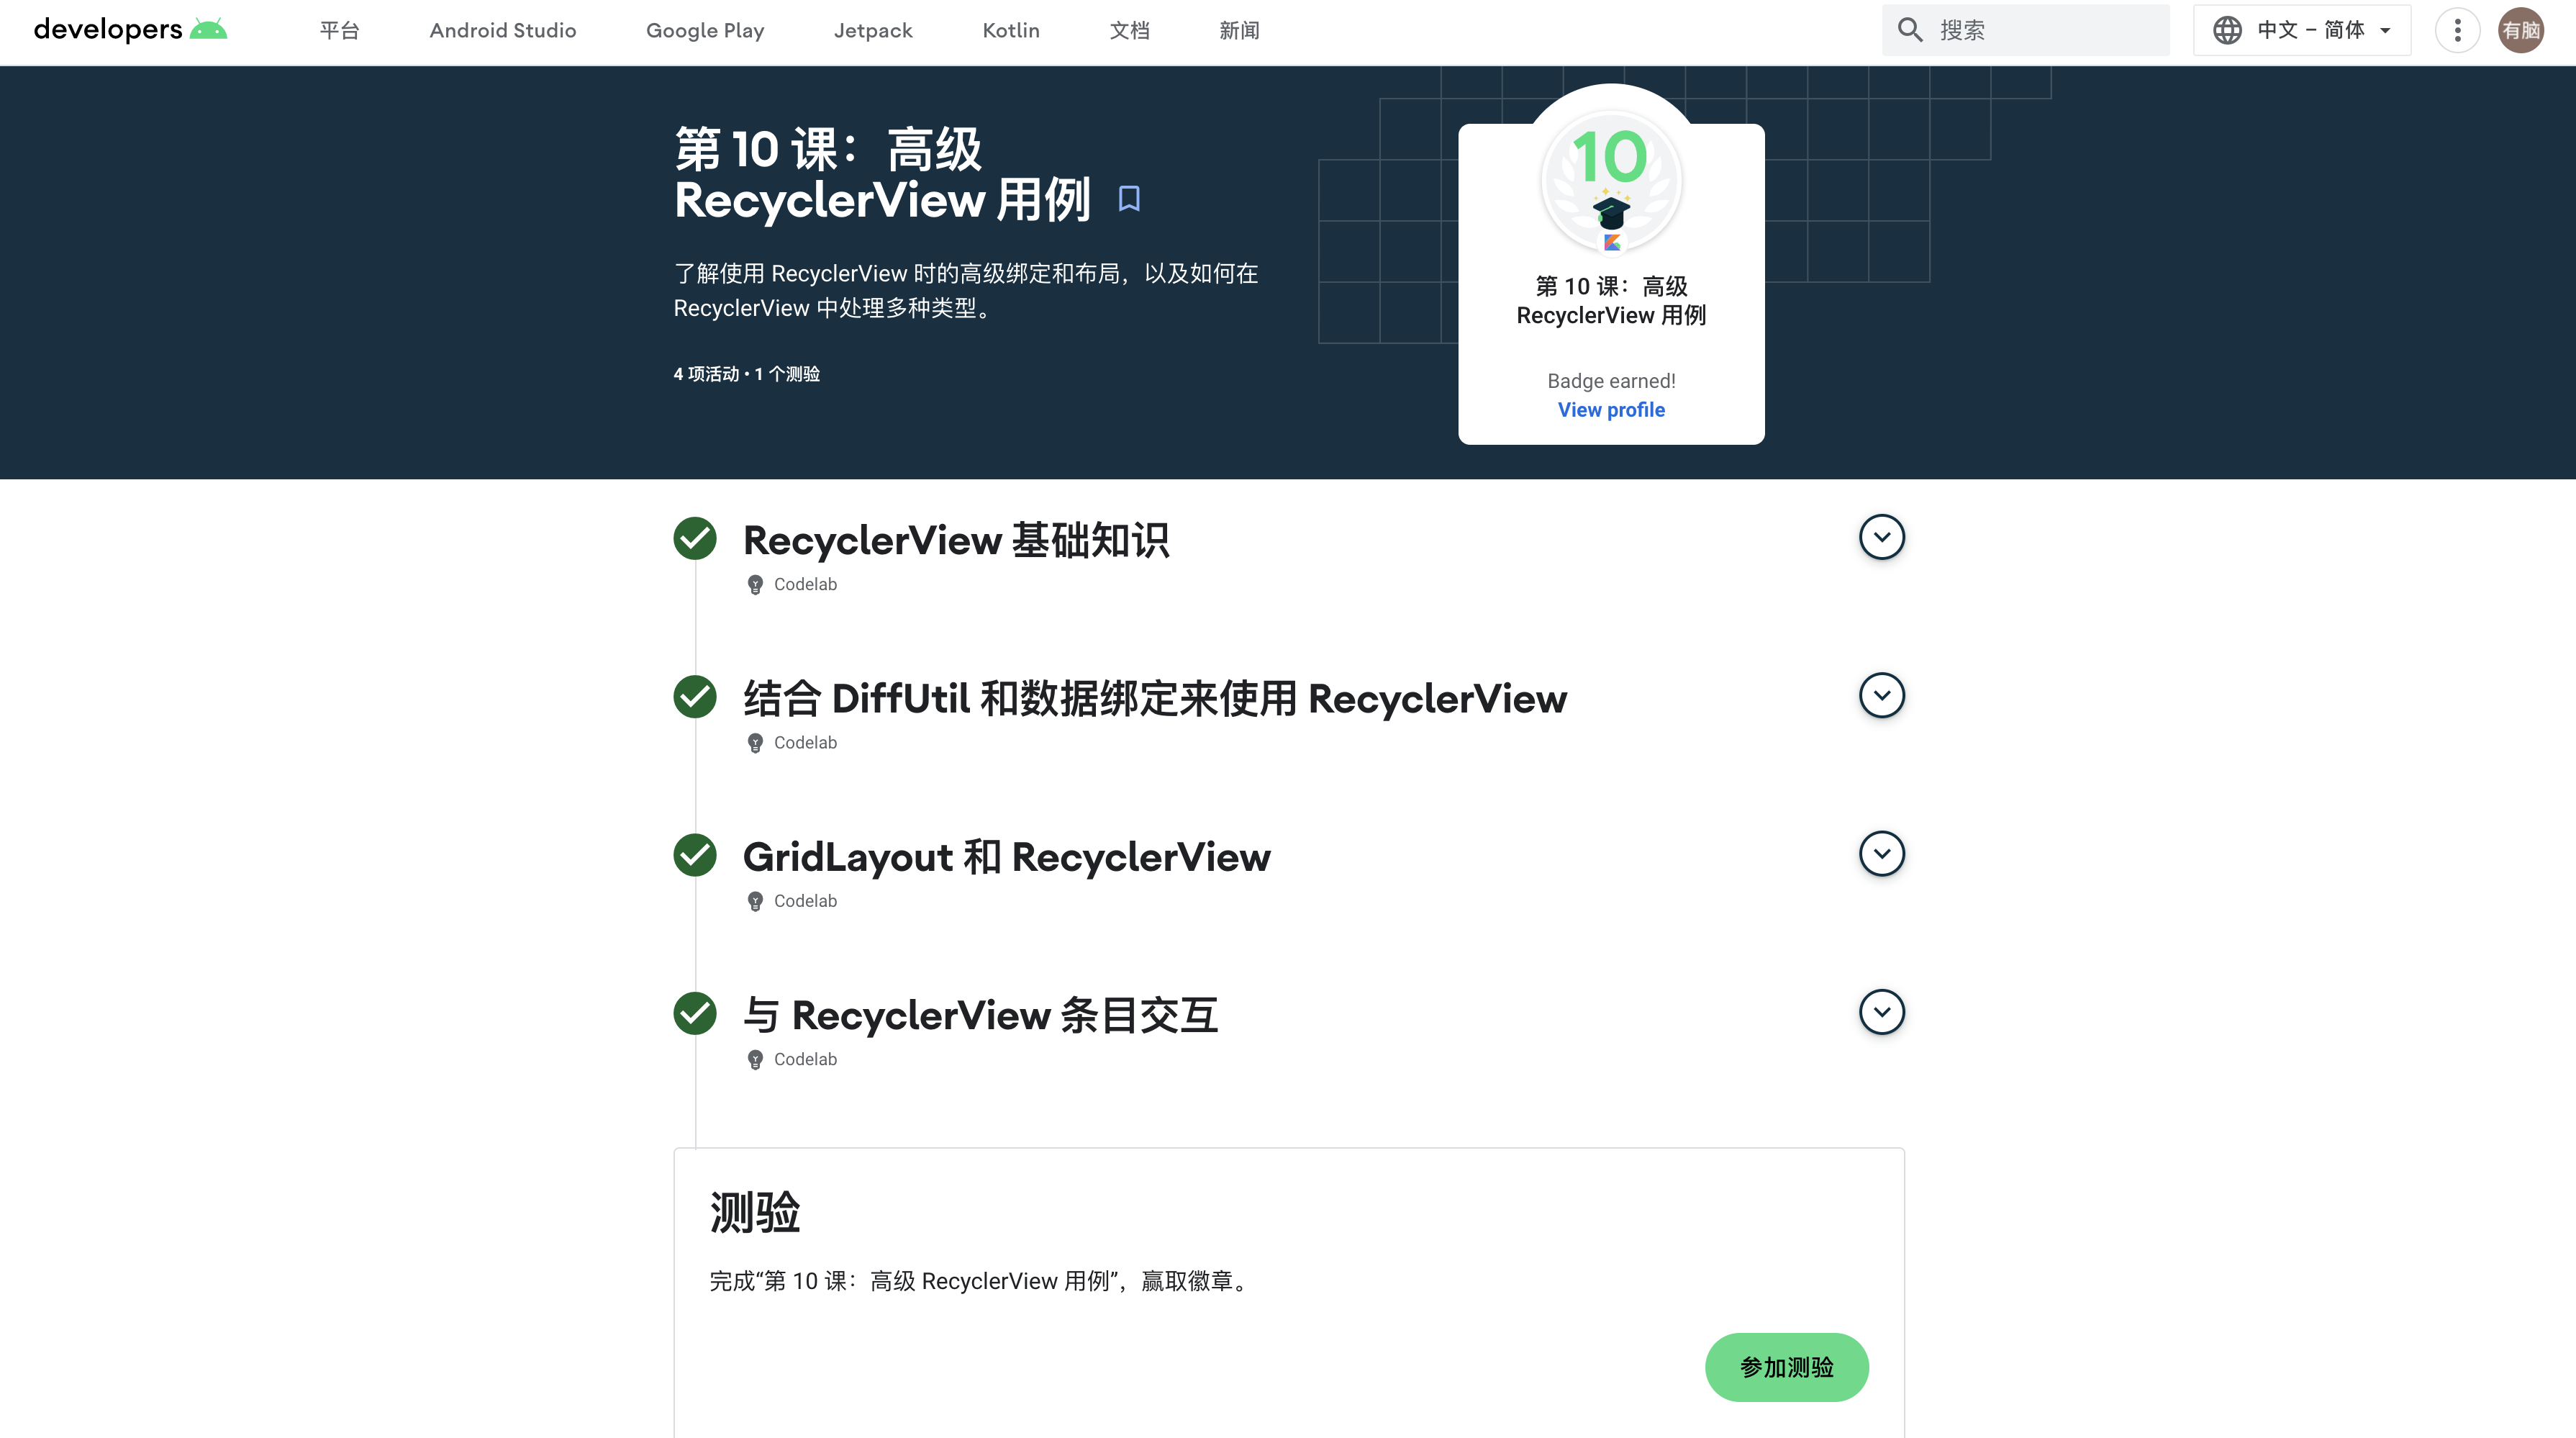 developers
平台
Android Studio
Google Play
Jetpack
Kotlin
文档
新闻
搜索
中文 – 简体
有脑
第 10 课：高级
RecyclerView 用例
了解使用 RecyclerView 时的高级绑定和布局，以及如何在
RecyclerView 中处理多种类型。
4 项活动 • 1 个测验
10
第 10 课：高级
RecyclerView 用例
Badge earned!
View profile
RecyclerView 基础知识
Codelab
结合 DiffUtil 和数据绑定来使用 RecyclerView
Codelab
GridLayout 和 RecyclerView
Codelab
与 RecyclerView 条目交互
Codelab
测验
完成“第 10 课：高级 RecyclerView 用例”，赢取徽章。
参加测验